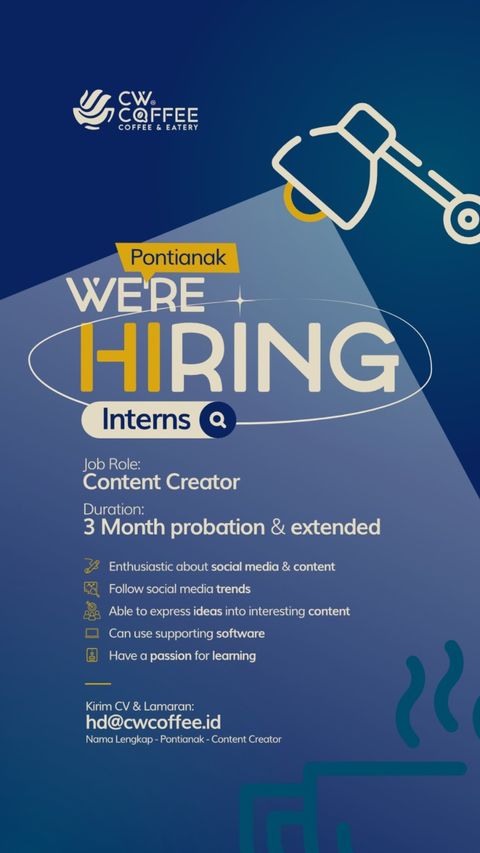 CW®
COFFEE
COFFEE & EATERY
Pontianak
WE'RE
HIRING
Interns
Job Role:
Content Creator
Duration:
3 Month probation & extended
Enthusiastic about social media & content
Follow social media trends
Able to express ideas into interesting content
Can use supporting software
Have a passion for learning
Kirim CV & Lamaran:
hd@cwcoffee.id
Nama Lengkap - Pontianak - Content Creator